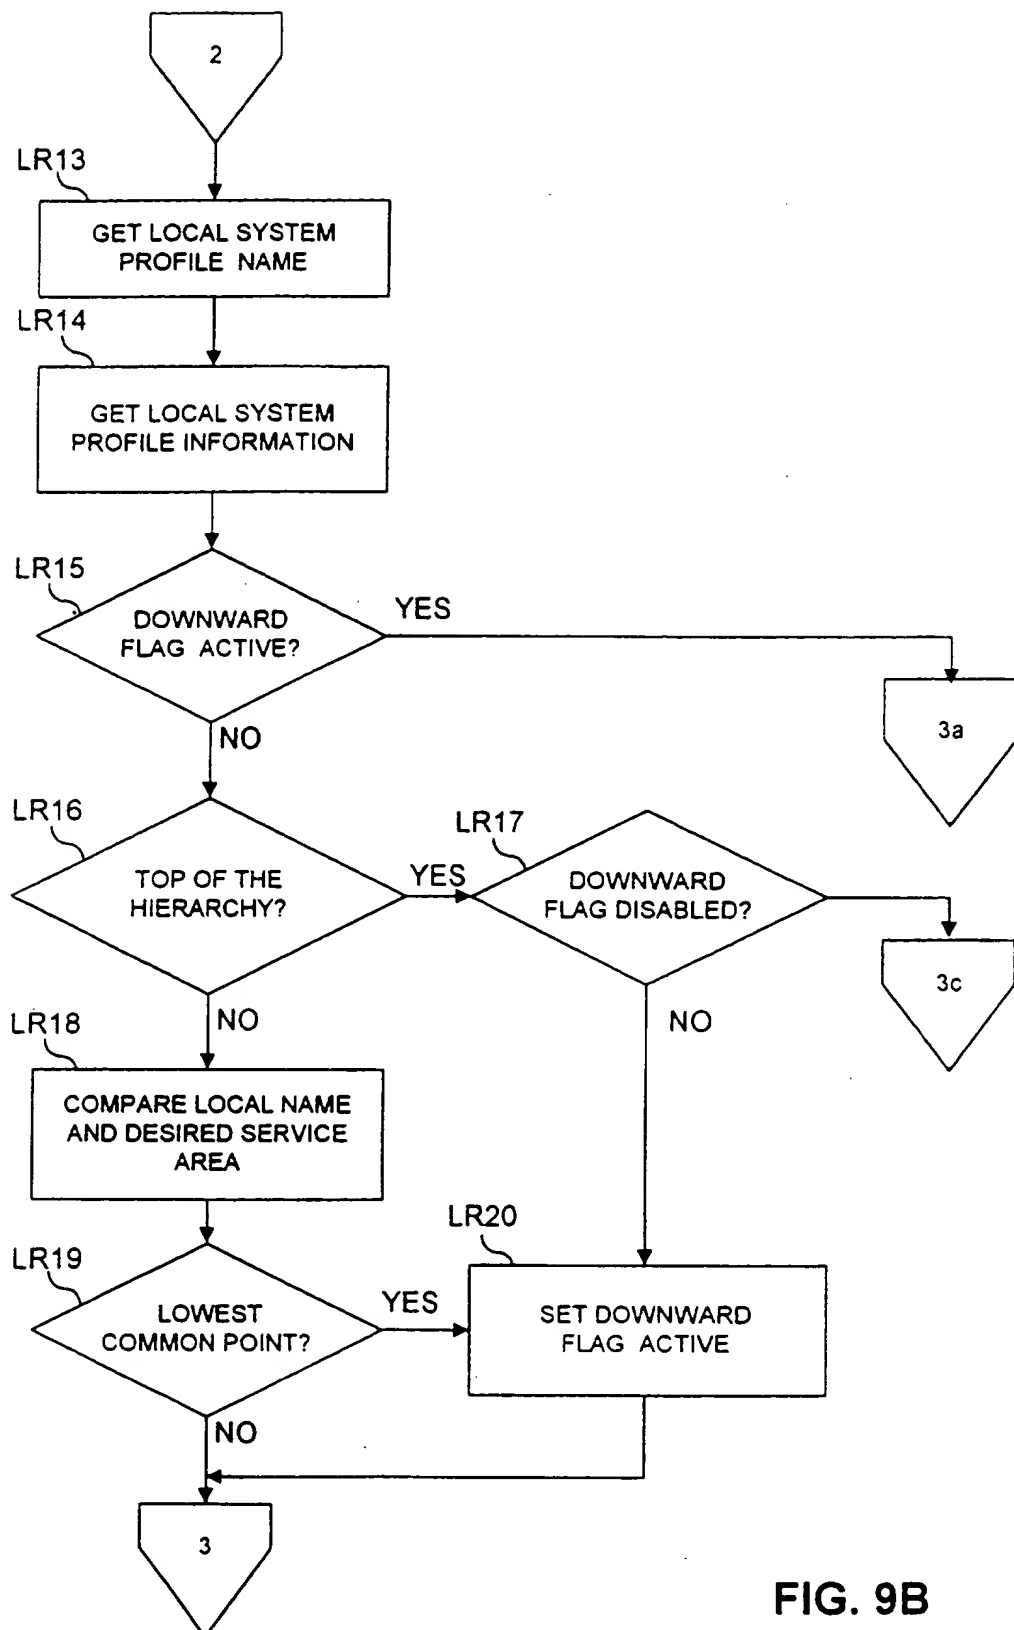 2
LR13
GET LOCAL SYSTEM
PROFILE NAME
LR14
GET LOCAL SYSTEM
PROFILE INFORMATION
LR15
DOWNWARD
FLAG ACTIVE?
YES
3a
NO
LR16
TOP OF THE
HIERARCHY?
YES
LR17
DOWNWARD
FLAG DISABLED?
3c
NO
NO
LR18
COMPARE LOCAL NAME
AND DESIRED SERVICE
AREA
LR19
LOWEST
COMMON POINT?
YES
LR20
SET DOWNWARD
FLAG ACTIVE
NO
3
FIG. 9B